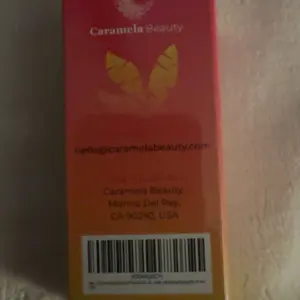 Caramela Beauty
hello@caramelabeauty.com
Caramela Beauty,
Marina Del Rey,
CA 90292, USA